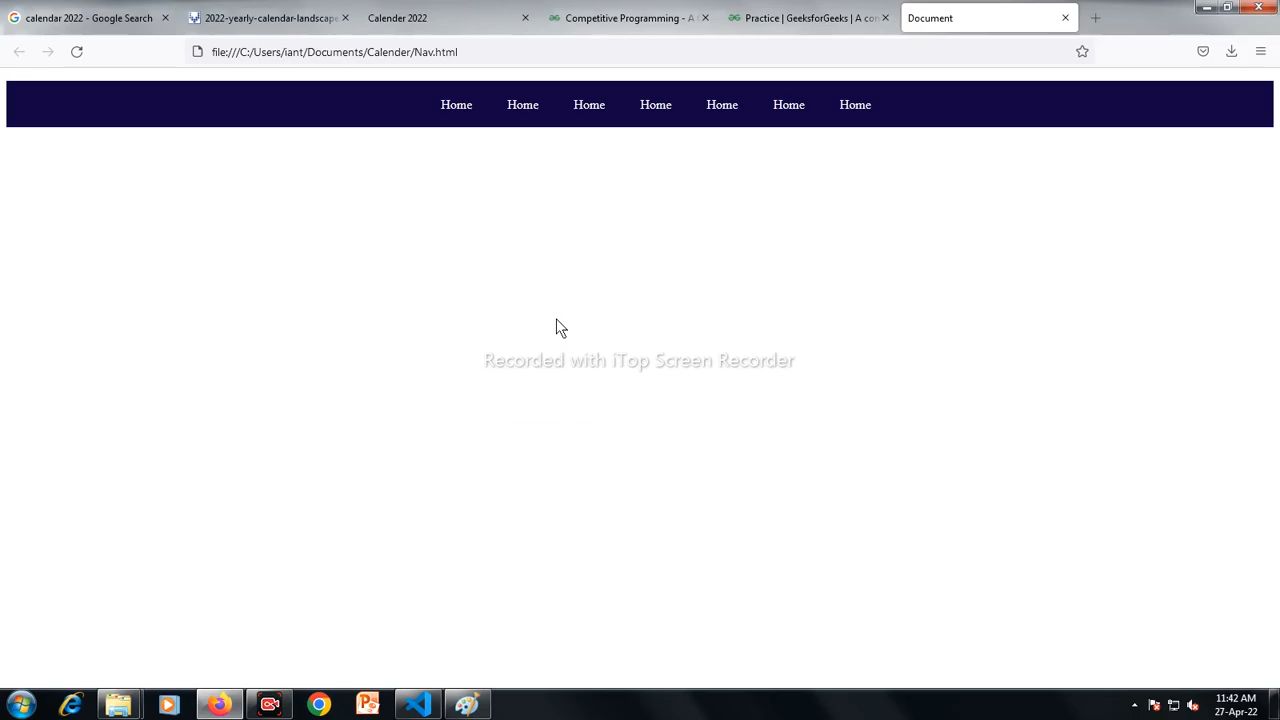 calendar 2022 - Google Search
2022-yearly-calendar-landscape
Calender 2022
Competitive Programming - A C
Practice | GeeksforGeeks | A con
Document
file:///C:/Users/iant/Documents/Calender/Nav.html
Home Home Home Home Home Home Home
Recorded with iTop Screen Recorder
11:42 AM
27-Apr-22